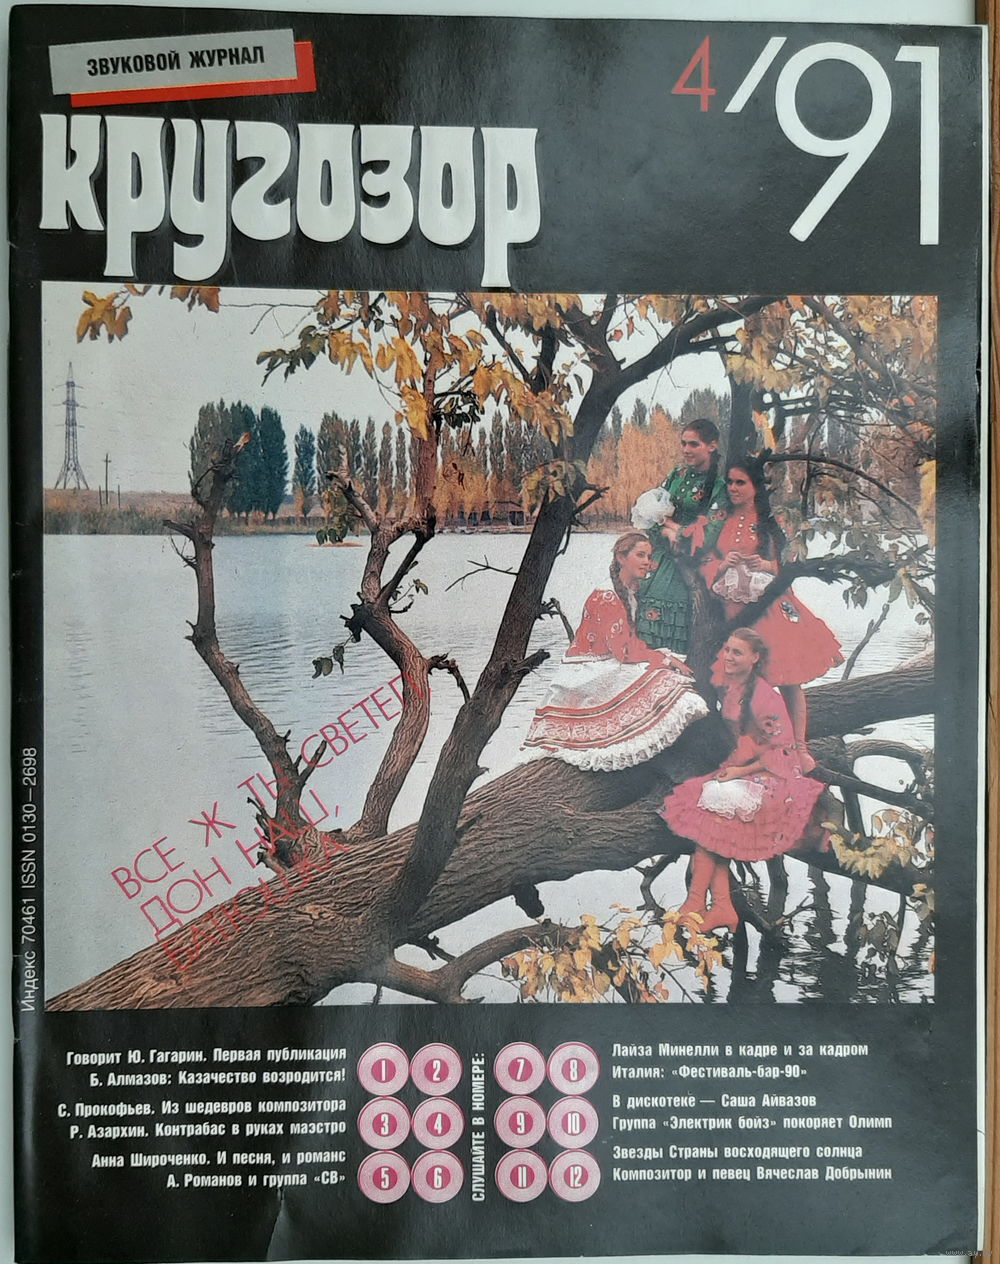 ЗВУКОВОЙ ЖУРНАЛ
4/91
кругозор
ВСЕ Ж ТЫ СВЕТЕЛ,
ДОН НАШ,
БАТЮШКА
Индекс 70461 ISSN 0130—2698
Говорит Ю. Гагарин. Первая публикация
Б. Алмазов: Казачество возродится!
С. Прокофьев. Из шедевров композитора
Р. Азархин. Контрабас в руках маэстро
Анна Широченко. И песня, и романс
А. Романов и группа «СВ»
1 2
3 4
5 6
СЛУШАЙТЕ В НОМЕРЕ:
7 8
9 10
11 12
Лайза Минелли в кадре и за кадром
Италия: «Фестиваль-бар-90»
В дискотеке — Саша Айвазов
Группа «Электрик бойз» покоряет Олимп
Звезды Страны восходящего солнца
Композитор и певец Вячеслав Добрынин